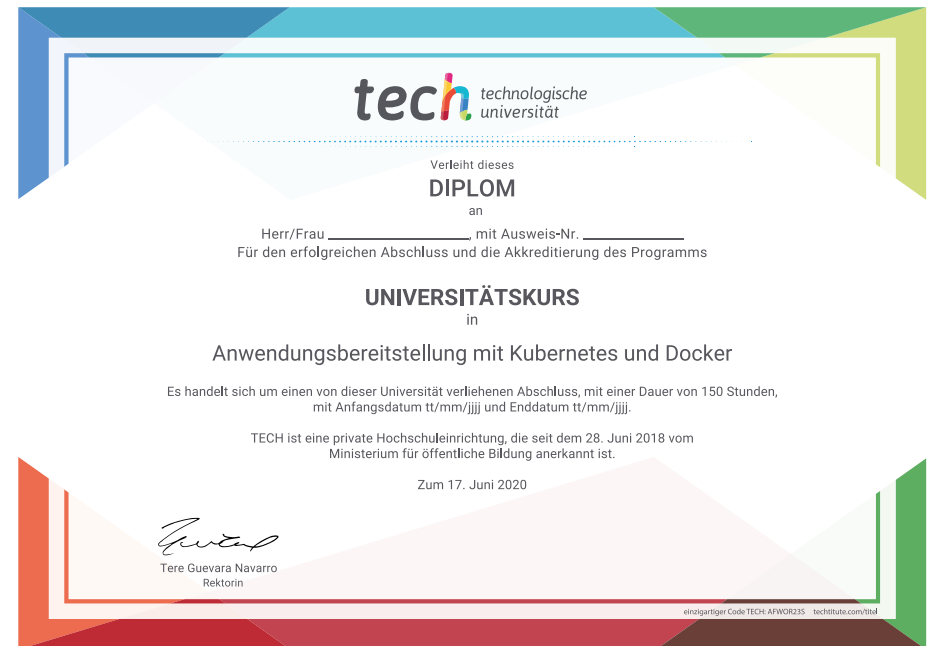 tech technologische
universität
Verleiht dieses
DIPLOM
an
Herr/Frau ____________________, mit Ausweis-Nr. ______________
Für den erfolgreichen Abschluss und die Akkreditierung des Programms
UNIVERSITÄTSKURS
in
Anwendungsbereitstellung mit Kubernetes und Docker
Es handelt sich um einen von dieser Universität verliehenen Abschluss, mit einer Dauer von 150 Stunden,
mit Anfangsdatum tt/mm/jjjj und Enddatum tt/mm/jjjj.
TECH ist eine private Hochschuleinrichtung, die seit dem 28. Juni 2018 vom
Ministerium für öffentliche Bildung anerkannt ist.
Zum 17. Juni 2020
Tere Guevara Navarro
Rektorin
einzigartiger Code TECH: AFWOR23S techtitute.com/titel